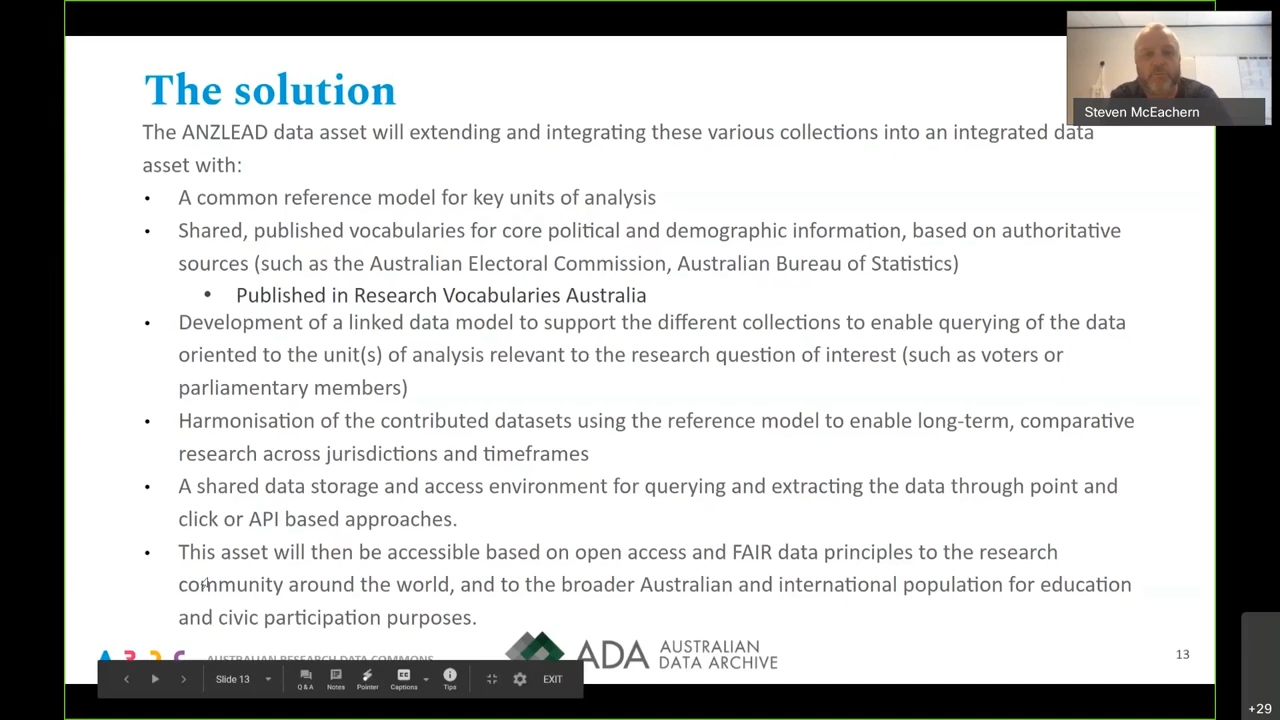 The solution
Steven McEachern
The ANZLEAD data asset will extending and integrating these various collections into an integrated data
asset with:
• A common reference model for key units of analysis
• Shared, published vocabularies for core political and demographic information, based on authoritative
sources (such as the Australian Electoral Commission, Australian Bureau of Statistics)
• Published in Research Vocabularies Australia
• Development of a linked data model to support the different collections to enable querying of the data
oriented to the unit(s) of analysis relevant to the research question of interest (such as voters or
parliamentary members)
• Harmonisation of the contributed datasets using the reference model to enable long-term, comparative
research across jurisdictions and timeframes
• A shared data storage and access environment for querying and extracting the data through point and
click or API based approaches.
• This asset will then be accessible based on open access and FAIR data principles to the research
community around the world, and to the broader Australian and international population for education
and civic participation purposes.
AUSTRALIAN RESEARCH DATA COMMONS
ADA AUSTRALIAN
DATA ARCHIVE
13
Slide 13
Q & A
Notes
Pointer
Captions
Tips
EXIT
+29